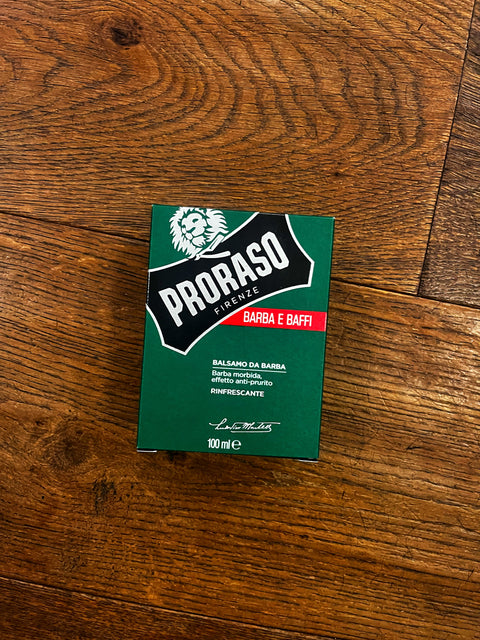 PRORASO
FIRENZE
BARBA E BAFFI
BALSAMO DA BARBA
Barba morbida,
effetto anti-prurito
RINFRESCANTE
100 ml ℮